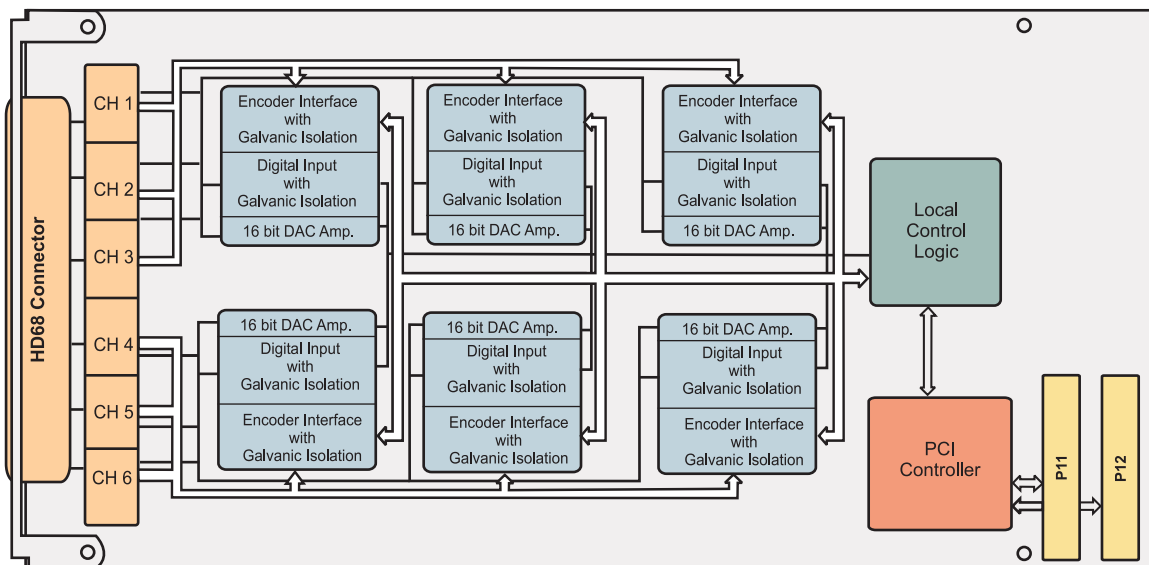 HD68 Connector
CH 1
CH 2
CH 3
CH 4
CH 5
CH 6
Encoder Interface
with
Galvanic Isolation
Digital Input
with
Galvanic Isolation
16 bit DAC Amp.
Encoder Interface
with
Galvanic Isolation
Digital Input
with
Galvanic Isolation
16 bit DAC Amp.
Encoder Interface
with
Galvanic Isolation
Digital Input
with
Galvanic Isolation
16 bit DAC Amp.
16 bit DAC Amp.
Digital Input
with
Galvanic Isolation
Encoder Interface
with
Galvanic Isolation
16 bit DAC Amp.
Digital Input
with
Galvanic Isolation
Encoder Interface
with
Galvanic Isolation
16 bit DAC Amp.
Digital Input
with
Galvanic Isolation
Encoder Interface
with
Galvanic Isolation
Local
Control
Logic
PCI
Controller
P11
P12